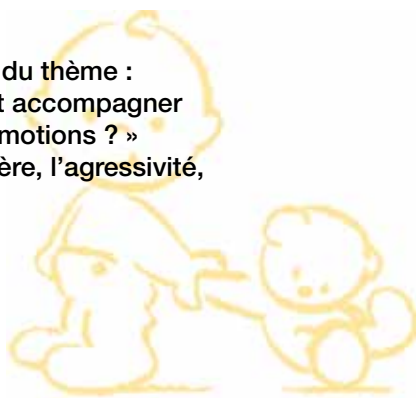 du thème :
t accompagner
motions ? »
ère, l'agressivité,